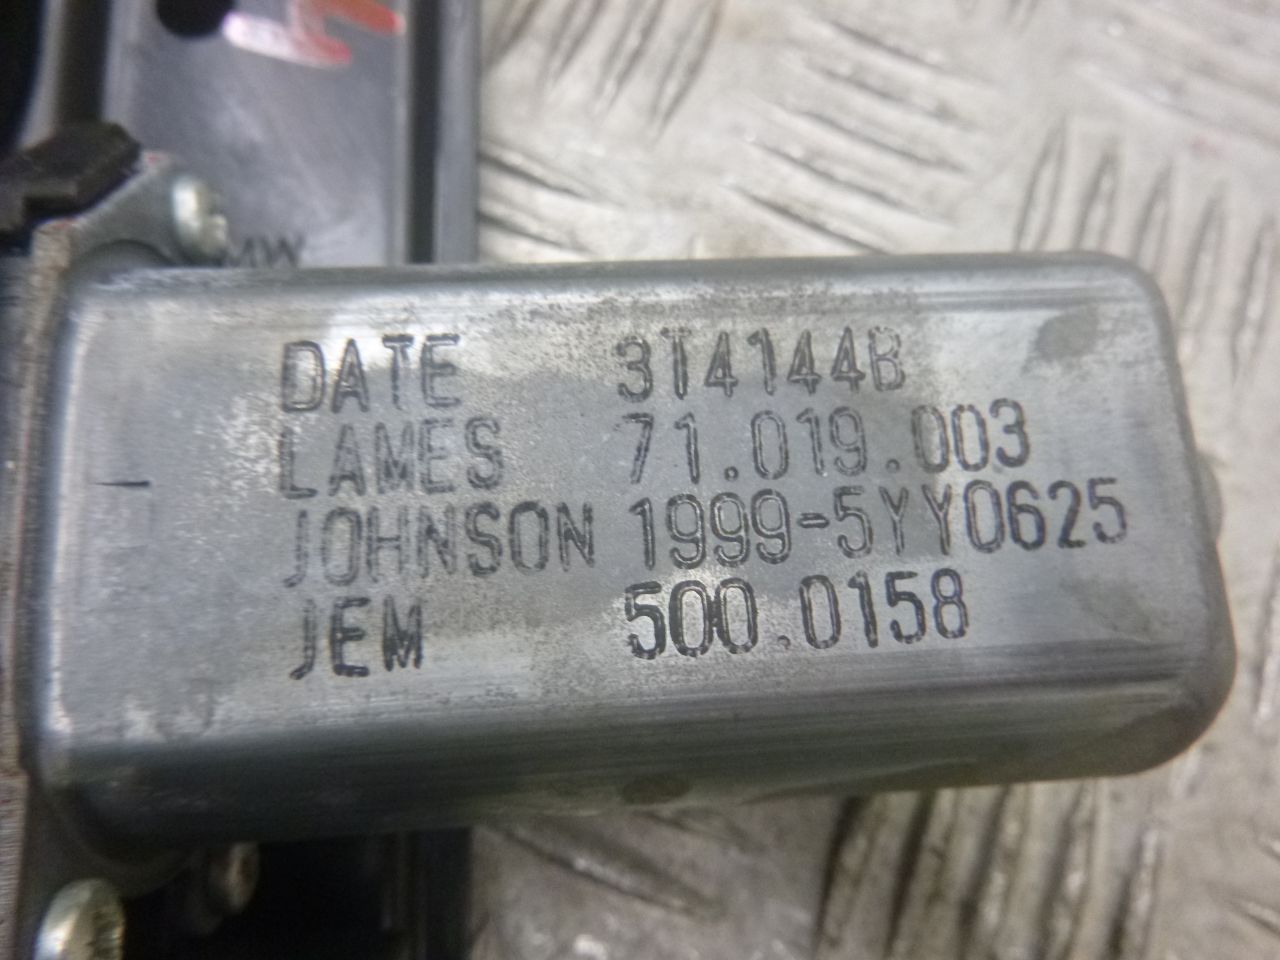 DATE 3T4144B
LAMES 71.019.003
JOHNSON 1999-5YY0625
JEM 500.0158